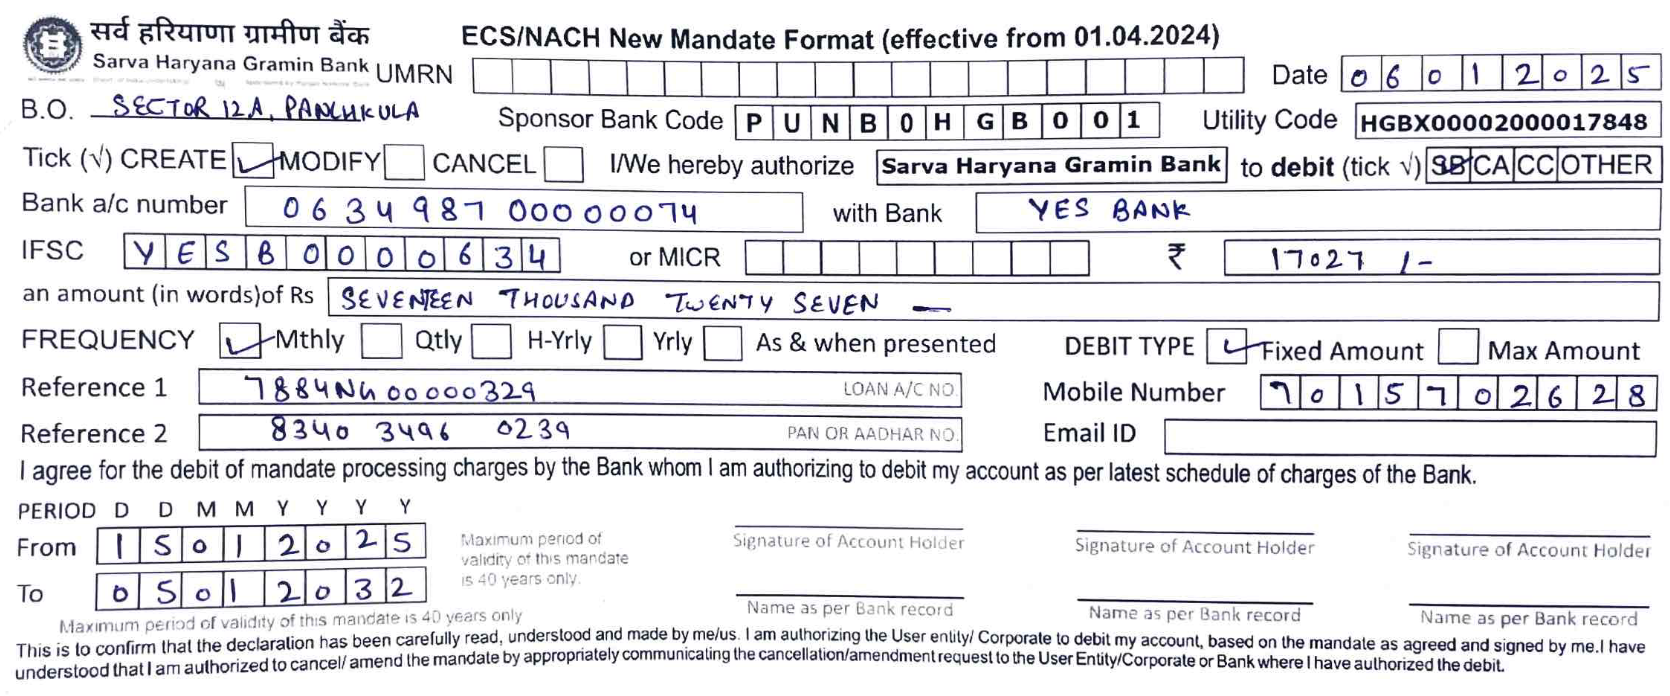 सर्व हरियाणा ग्रामीण बैंक
Sarva Haryana Gramin Bank
ECS/NACH New Mandate Format (effective from 01.04.2024)
UMRN Date 06012025
B.O. SECTOR 12A, PANCHKULA Sponsor Bank Code PUNB0HGB001 Utility Code HGBX00002000017848
Tick (√) CREATE ✓ MODIFY CANCEL I/We hereby authorize Sarva Haryana Gramin Bank to debit (tick √) SB CA CC OTHER
Bank a/c number 063498700000074 with Bank YES BANK
IFSC YESB0000634 or MICR ₹ 17027 /-
an amount (in words)of Rs SEVENTEEN THOUSAND TWENTY SEVEN —
FREQUENCY ✓ Mthly Qtly H-Yrly Yrly As & when presented DEBIT TYPE ✓ Fixed Amount Max Amount
Reference 1 7884NG00000329 LOAN A/C NO. Mobile Number 7015702628
Reference 2 8340 3496 0239 PAN OR AADHAR NO. Email ID
I agree for the debit of mandate processing charges by the Bank whom I am authorizing to debit my account as per latest schedule of charges of the Bank.
PERIOD D D M M Y Y Y Y
From 15012025
To 05012032
Maximum period of
validity of this mandate
is 40 years only.
Maximum period of validity of this mandate is 40 years only
Signature of Account Holder Signature of Account Holder Signature of Account Holder
Name as per Bank record Name as per Bank record Name as per Bank record
This is to confirm that the declaration has been carefully read, understood and made by me/us. I am authorizing the User entity/ Corporate to debit my account, based on the mandate as agreed and signed by me.I have
understood that I am authorized to cancel/ amend the mandate by appropriately communicating the cancellation/amendment request to the User Entity/Corporate or Bank where I have authorized the debit.